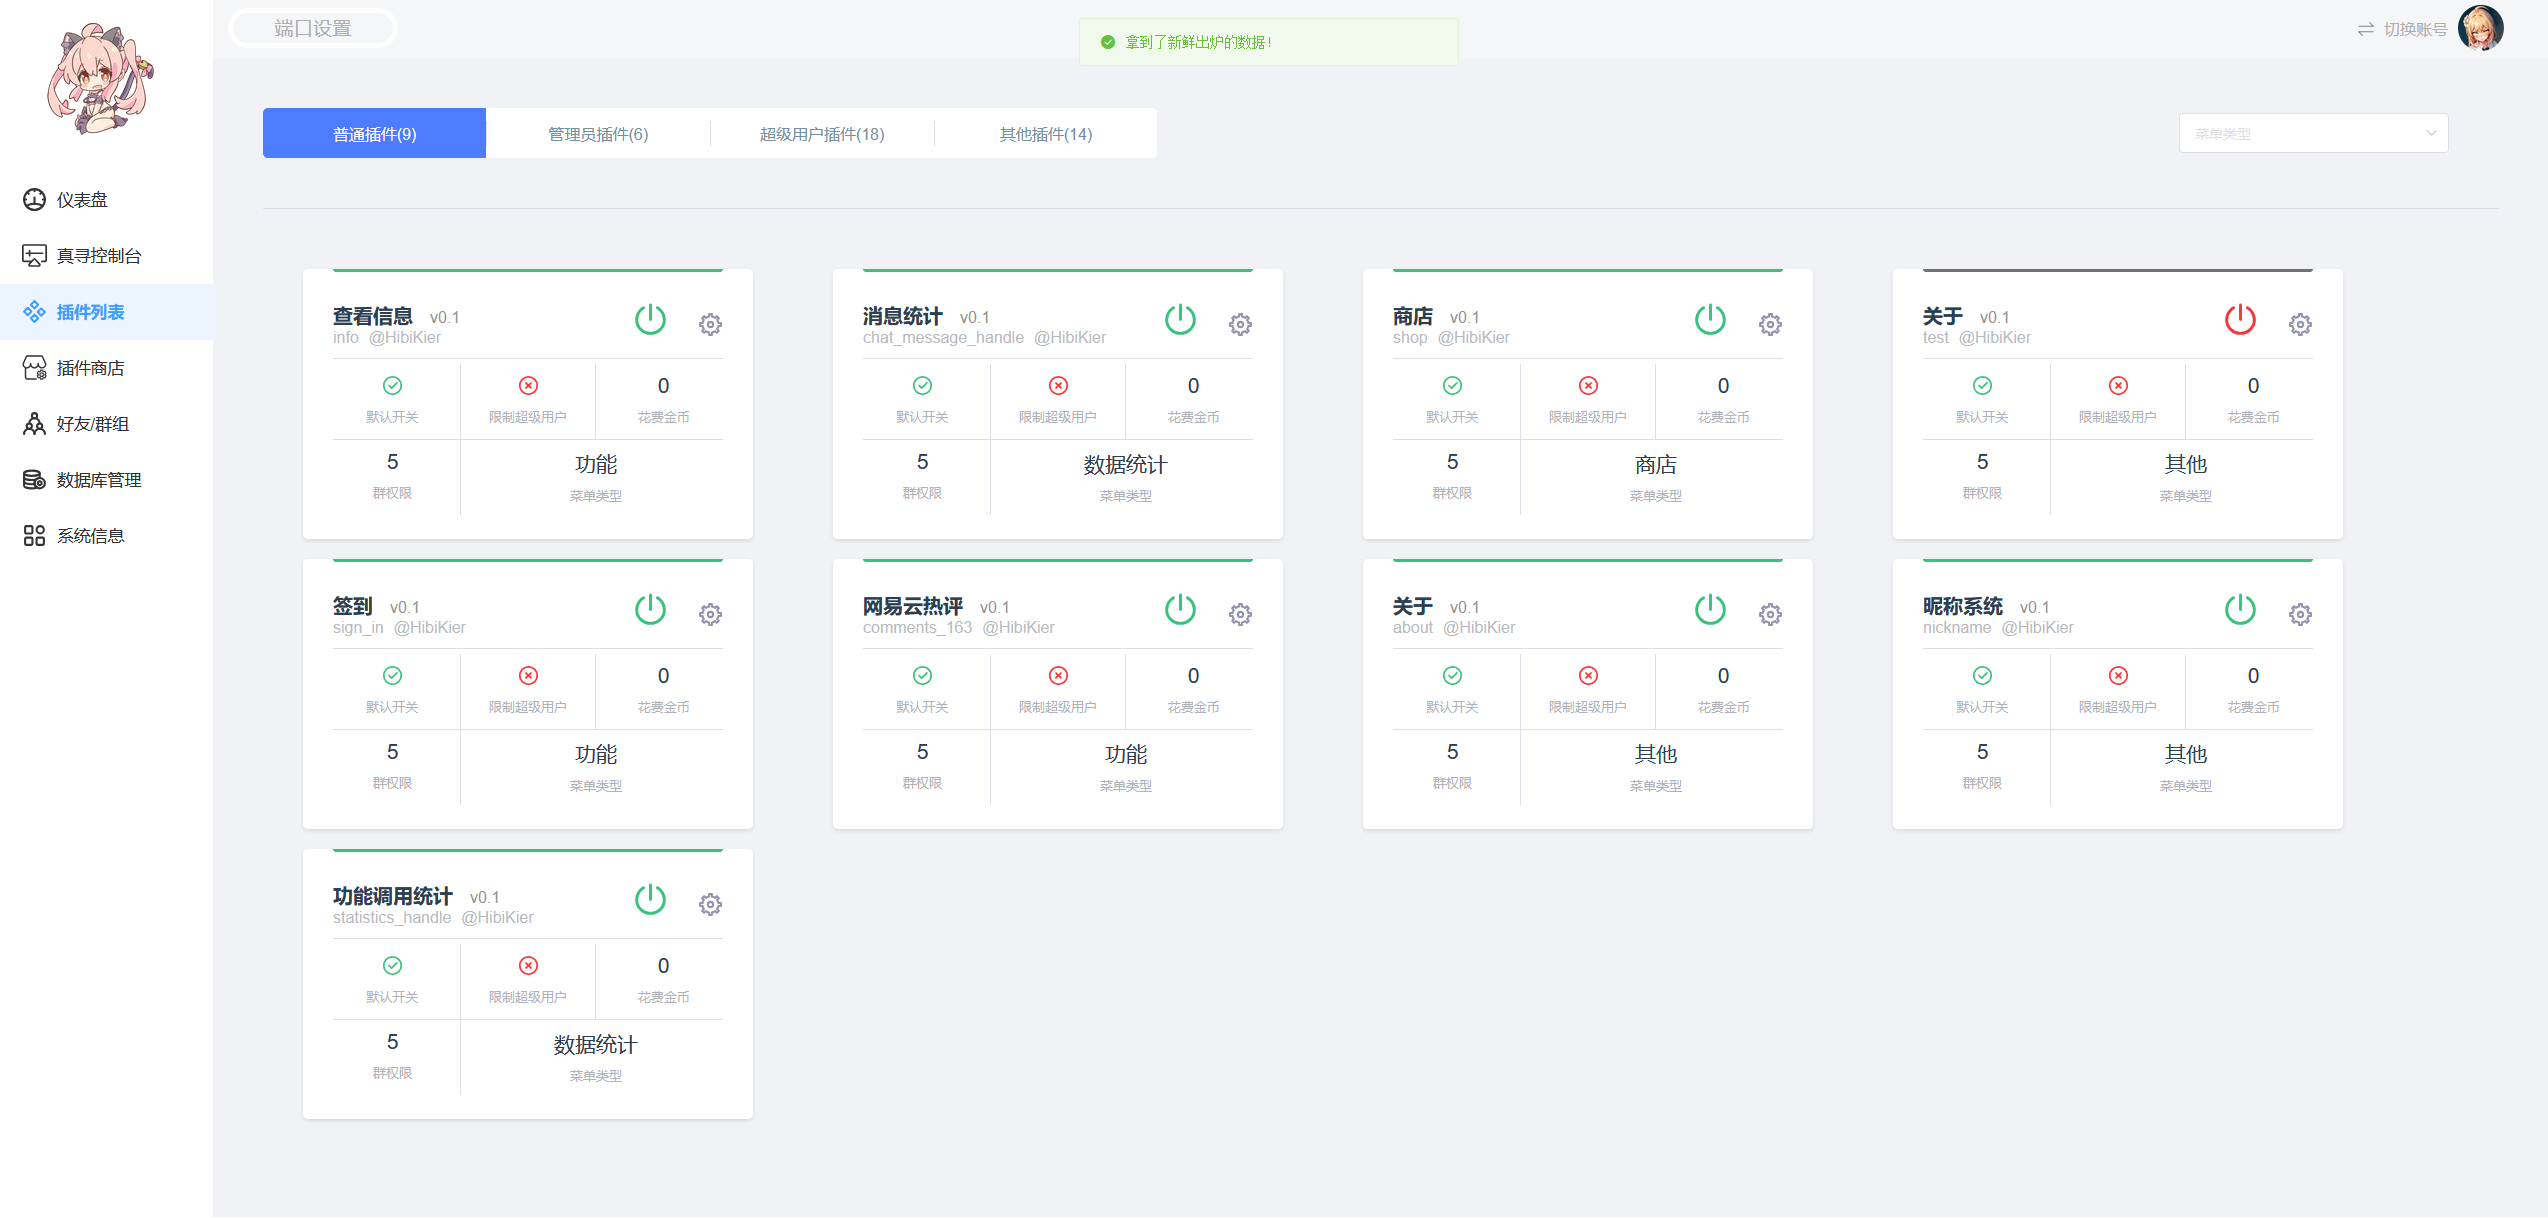 端口设置
拿到了新鲜出炉的数据！
切换账号
普通插件(9)
管理员插件(6)
超级用户插件(18)
其他插件(14)
菜单类型
仪表盘
真寻控制台
插件列表
插件商店
好友/群组
数据库管理
系统信息
查看信息 v0.1
info @HibiKier
默认开关
限制超级用户
0
花费金币
5
群权限
功能
菜单类型
消息统计 v0.1
chat_message_handle @HibiKier
默认开关
限制超级用户
0
花费金币
5
群权限
数据统计
菜单类型
商店 v0.1
shop @HibiKier
默认开关
限制超级用户
0
花费金币
5
群权限
商店
菜单类型
关于 v0.1
test @HibiKier
默认开关
限制超级用户
0
花费金币
5
群权限
其他
菜单类型
签到 v0.1
sign_in @HibiKier
默认开关
限制超级用户
0
花费金币
5
群权限
功能
菜单类型
网易云热评 v0.1
comments_163 @HibiKier
默认开关
限制超级用户
0
花费金币
5
群权限
功能
菜单类型
关于 v0.1
about @HibiKier
默认开关
限制超级用户
0
花费金币
5
群权限
其他
菜单类型
昵称系统 v0.1
nickname @HibiKier
默认开关
限制超级用户
0
花费金币
5
群权限
其他
菜单类型
功能调用统计 v0.1
statistics_handle @HibiKier
默认开关
限制超级用户
0
花费金币
5
群权限
数据统计
菜单类型